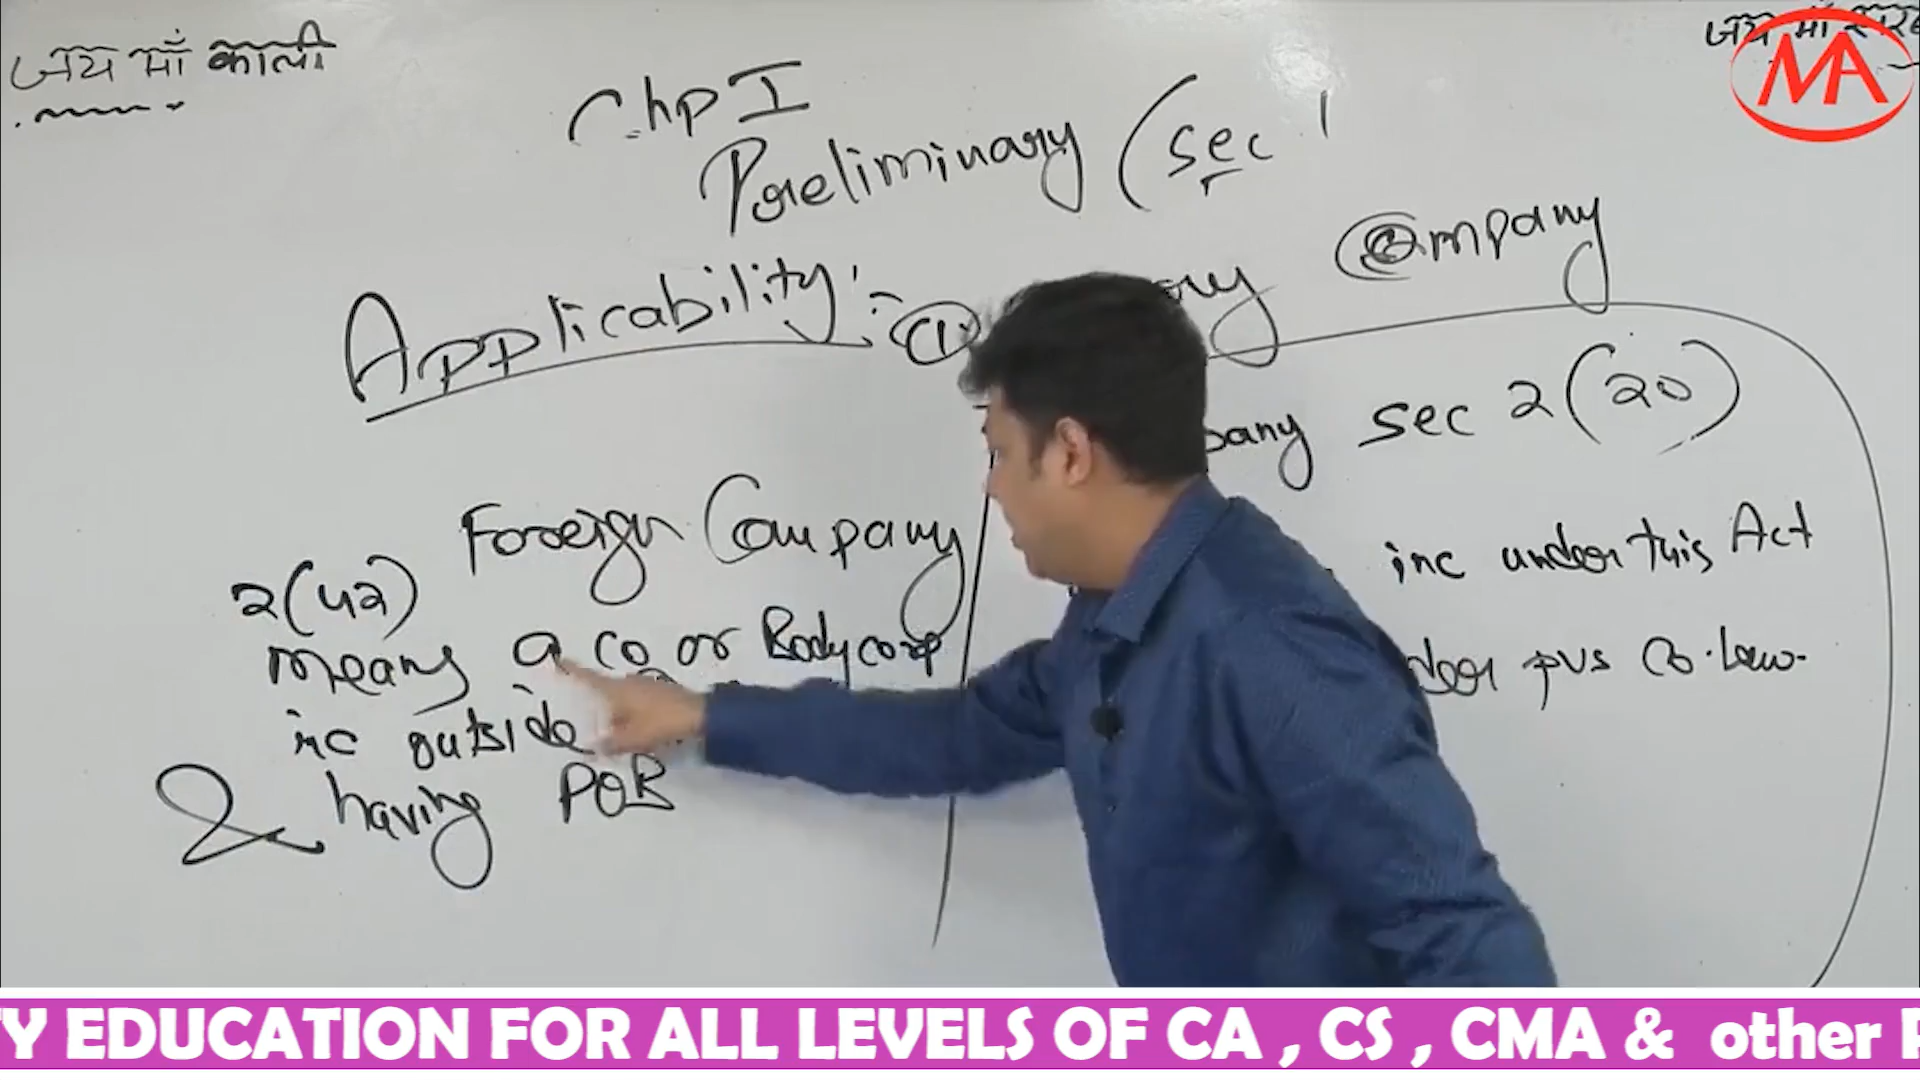 जय माँ काली
जय माँ
MA
Chp I
Preliminary (sec 1
Applicability :- ① Company
sec 2(20)
inc under this Act
pvs Co. Law.
Foreign Company
2(42)
means a co or Body corp
inc outside
& having POB
Y EDUCATION FOR ALL LEVELS OF CA , CS , CMA & other P